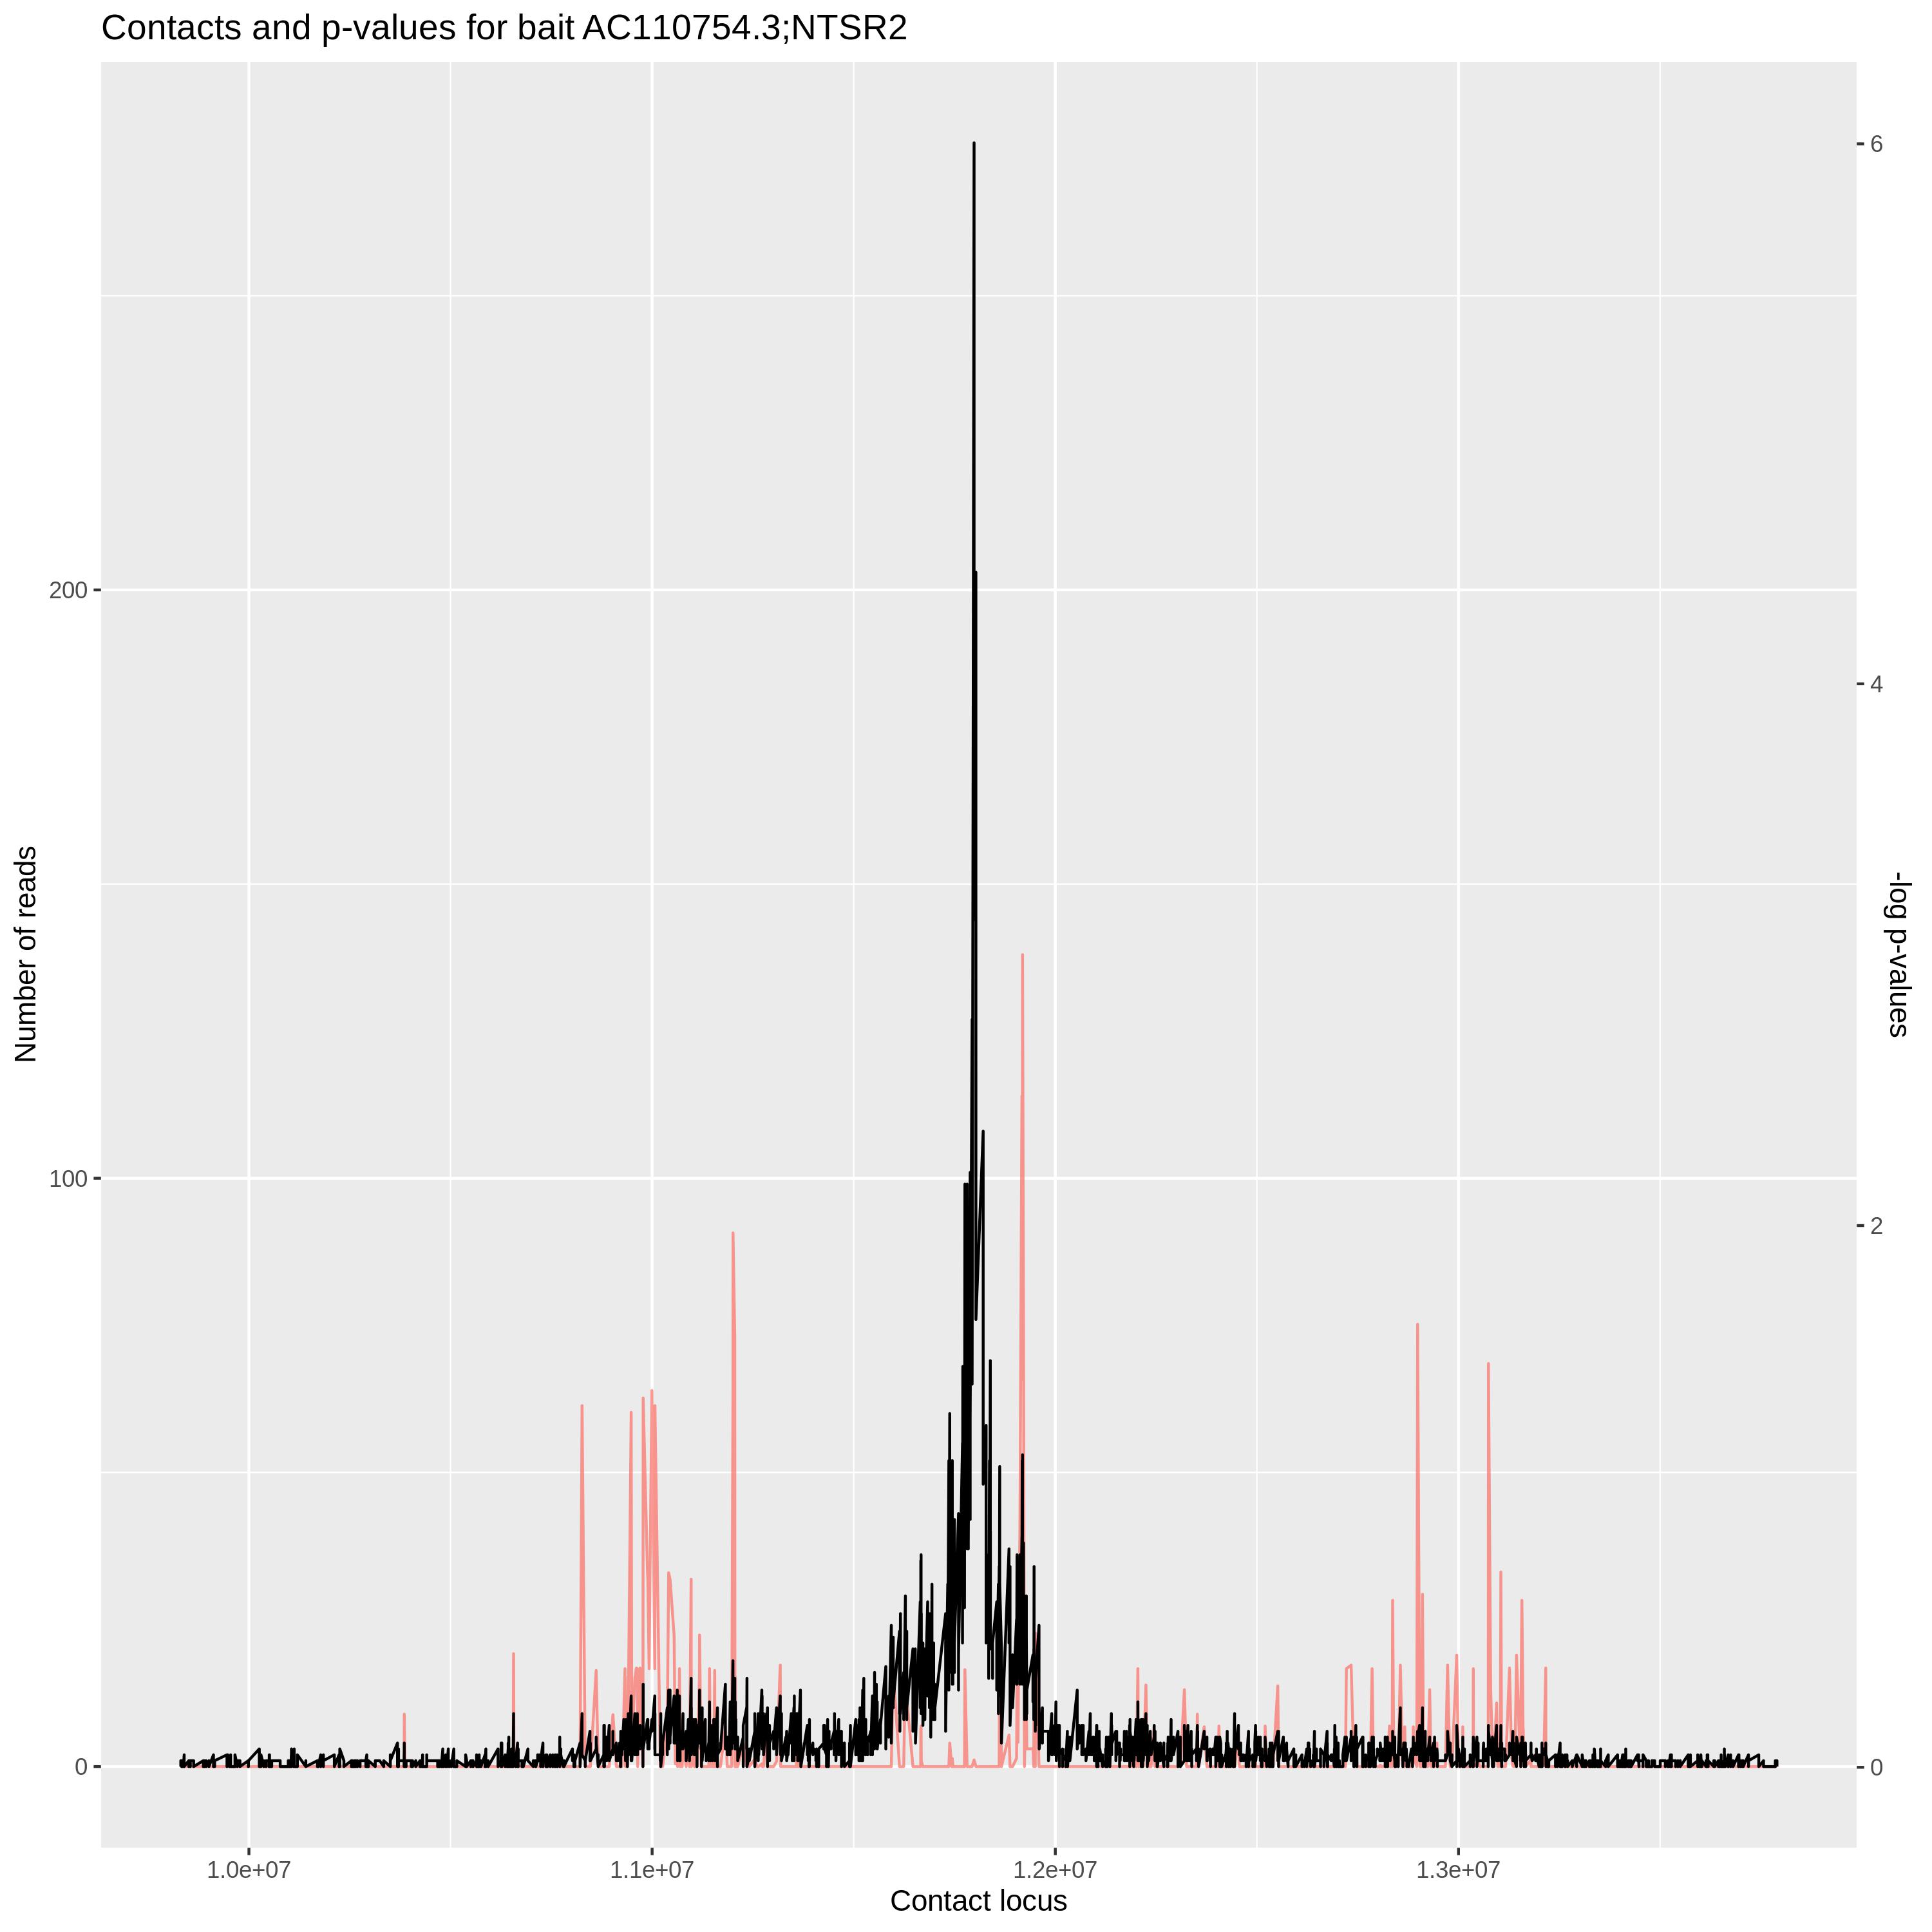 Contacts and p-values for bait AC110754.3;NTSR2
Number of reads
200
100
0
6
4
2
0
-log p-values
1.0e+07
1.1e+07
1.2e+07
1.3e+07
Contact locus